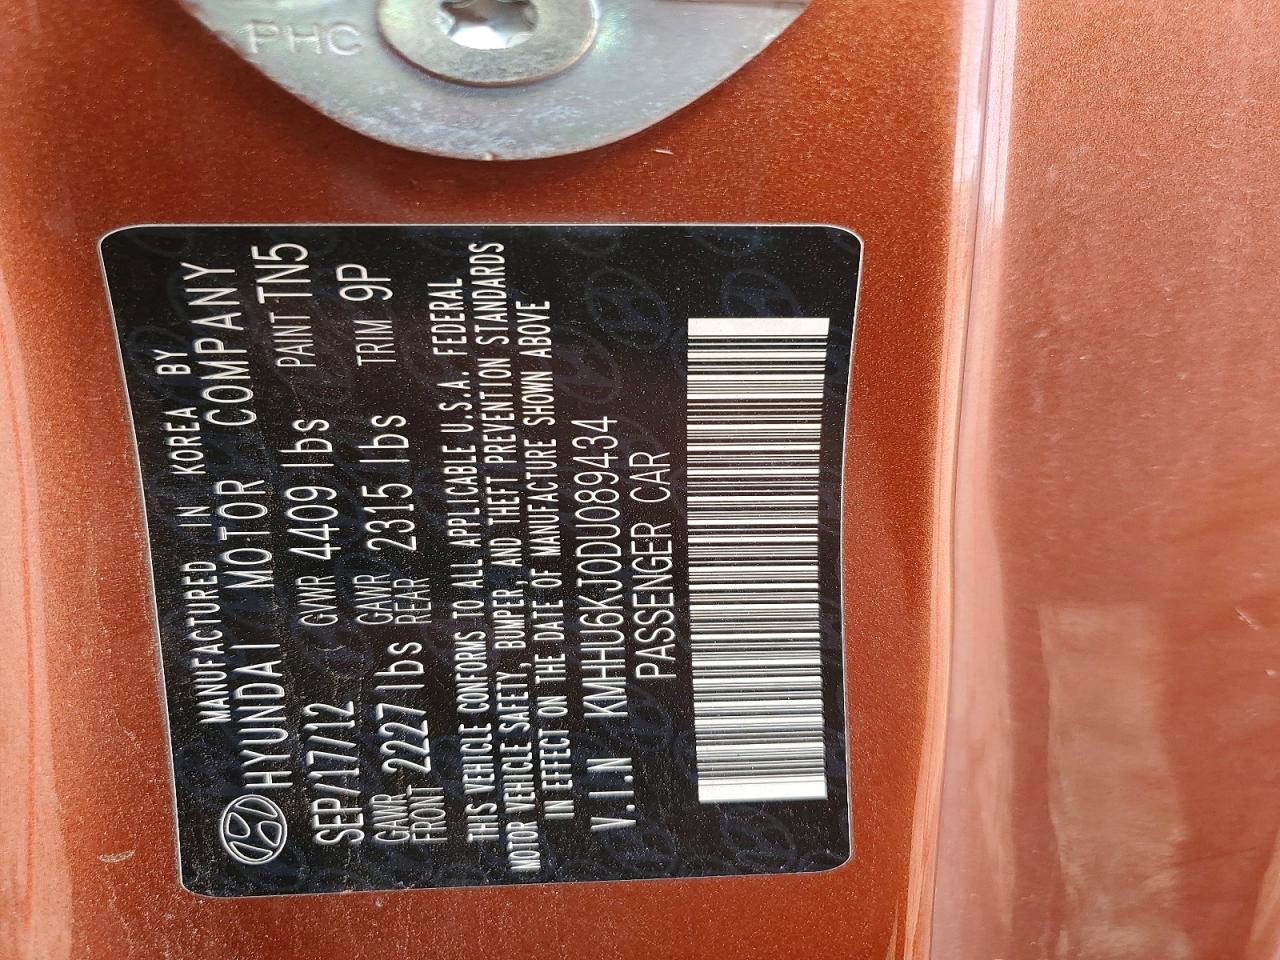 PHC
MANUFACTURED IN KOREA BY
HYUNDAI MOTOR COMPANY
SEP/17/12 GVWR 4409 lbs PAINT TN5
GAWR FRONT 2227 lbs GAWR REAR 2315 lbs TRIM 9P
THIS VEHICLE CONFORMS TO ALL APPLICABLE U.S.A. FEDERAL
MOTOR VEHICLE SAFETY, BUMPER, AND THEFT PREVENTION STANDARDS
IN EFFECT ON THE DATE OF MANUFACTURE SHOWN ABOVE
V.I.N KMHHU6KJ0DU089434
PASSENGER CAR